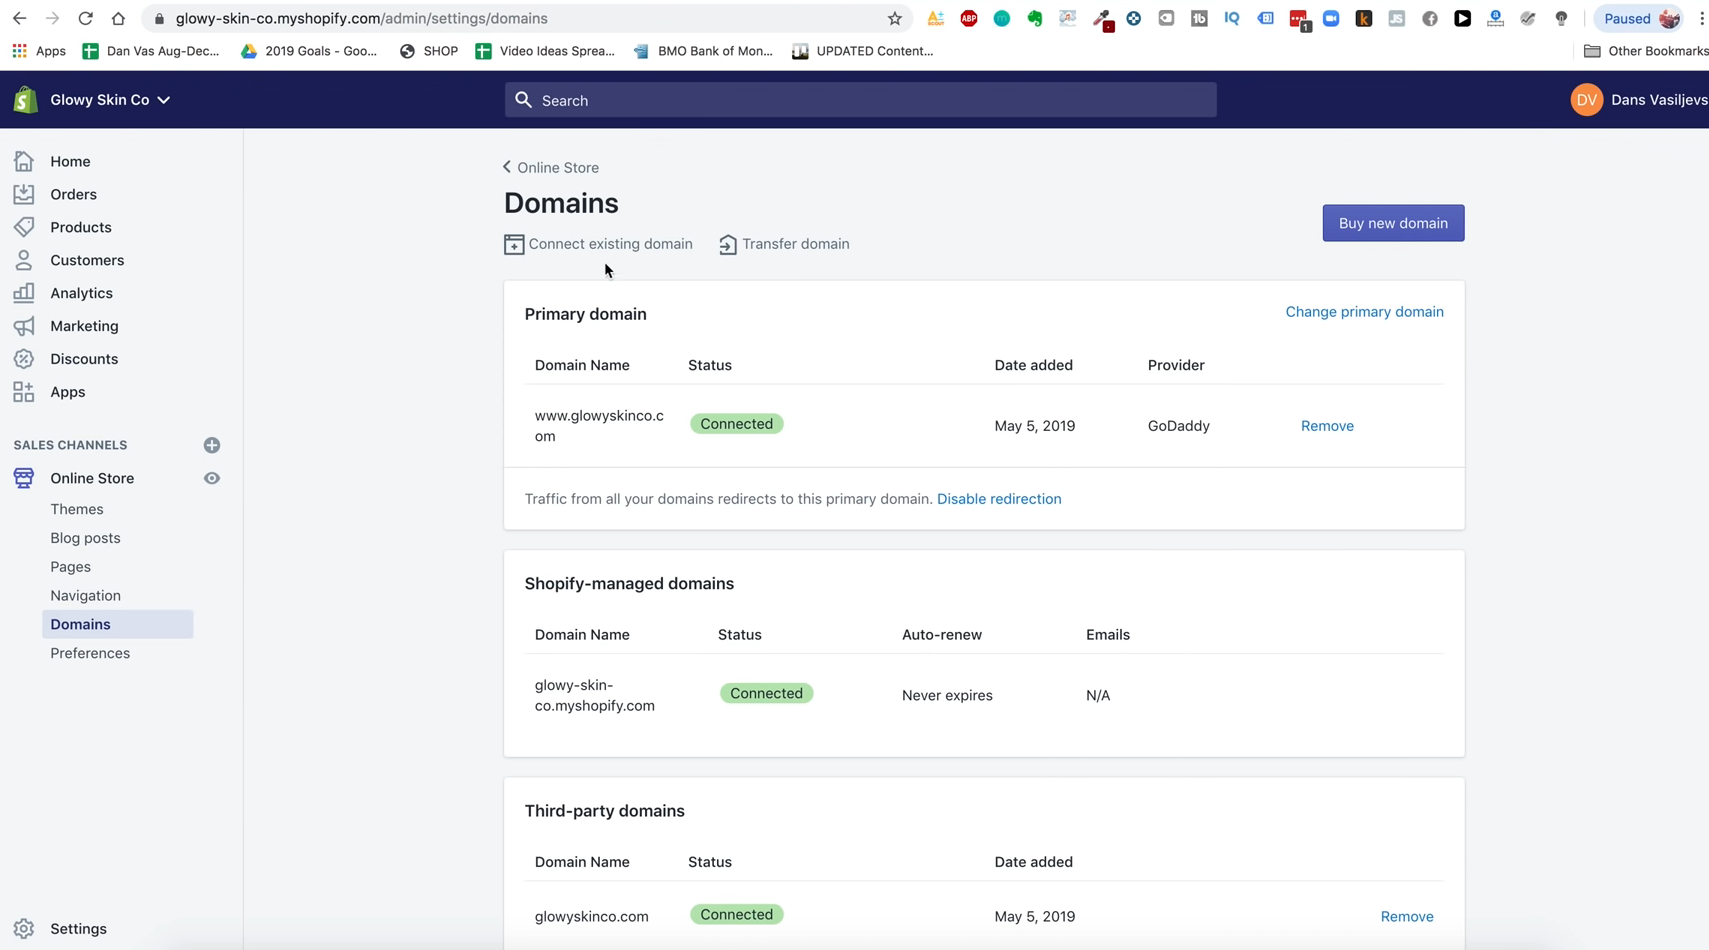 glowy-skin-co.myshopify.com/admin/settings/domains
Paused
Apps
Dan Vas Aug-Dec...
2019 Goals - Goo...
SHOP
Video Ideas Sprea...
BMO Bank of Mon...
UPDATED Content...
Other Bookmarks
Glowy Skin Co
Search
DV
Dans Vasiljevs
Home
Orders
Products
Customers
Analytics
Marketing
Discounts
Apps
SALES CHANNELS
Online Store
Themes
Blog posts
Pages
Navigation
Domains
Preferences
Settings
Online Store
Domains
Connect existing domain
Transfer domain
Buy new domain
Primary domain
Change primary domain
Domain Name Status Date added Provider
www.glowyskinco.c
om
Connected
May 5, 2019
GoDaddy
Remove
Traffic from all your domains redirects to this primary domain. Disable redirection
Shopify-managed domains
Domain Name Status Auto-renew Emails
glowy-skin-
co.myshopify.com
Connected
Never expires
N/A
Third-party domains
Domain Name Status Date added
glowyskinco.com Connected May 5, 2019 Remove